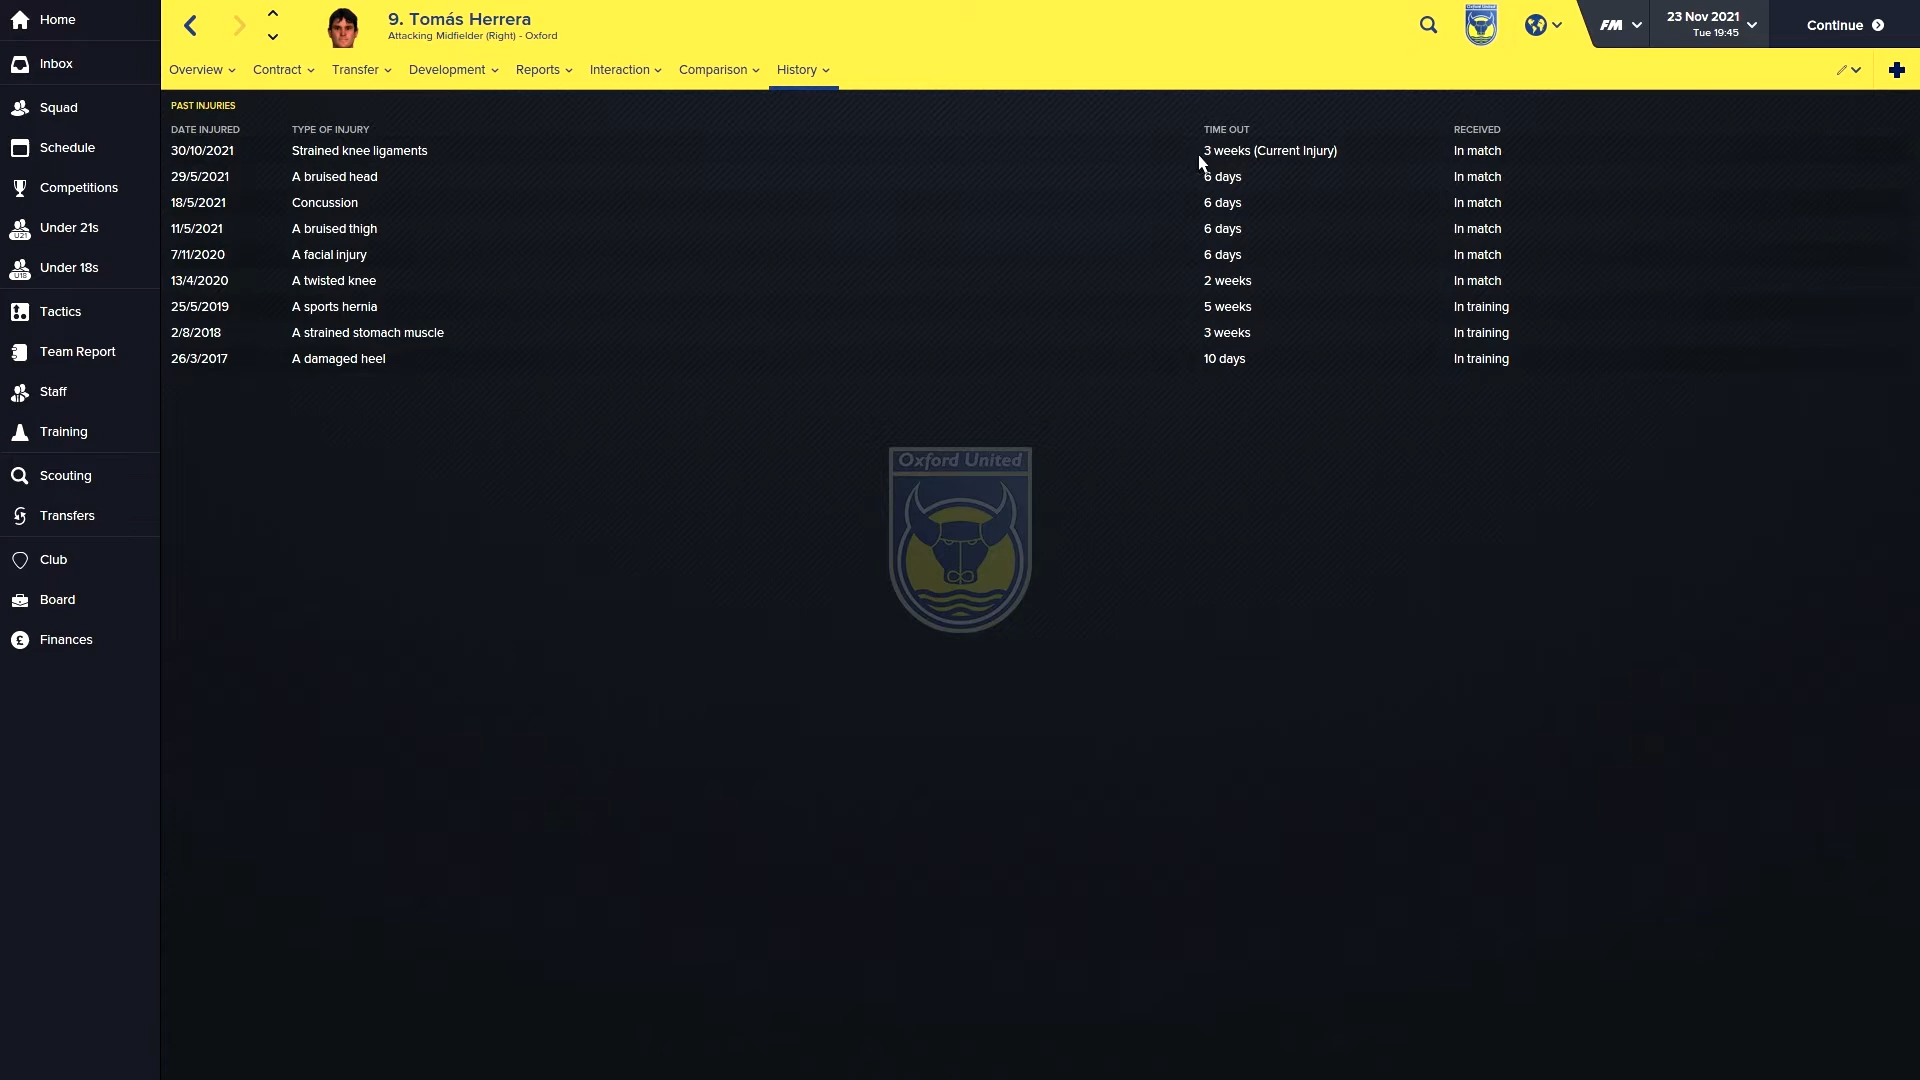 Home
Inbox
Squad
Schedule
Competitions
Under 21s
Under 18s
Tactics
Team Report
Staff
Training
Scouting
Transfers
Club
Board
Finances
9. Tomás Herrera
Attacking Midfielder (Right) - Oxford
FM
23 Nov 2021
Tue 19:45
Continue
Overview Contract Transfer Development Reports Interaction Comparison History
PAST INJURIES
DATE INJURED TYPE OF INJURY TIME OUT RECEIVED
30/10/2021 Strained knee ligaments 3 weeks (Current Injury) In match
29/5/2021 A bruised head 6 days In match
18/5/2021 Concussion 6 days In match
11/5/2021 A bruised thigh 6 days In match
7/11/2020 A facial injury 6 days In match
13/4/2020 A twisted knee 2 weeks In match
25/5/2019 A sports hernia 5 weeks In training
2/8/2018 A strained stomach muscle 3 weeks In training
26/3/2017 A damaged heel 10 days In training
Oxford United